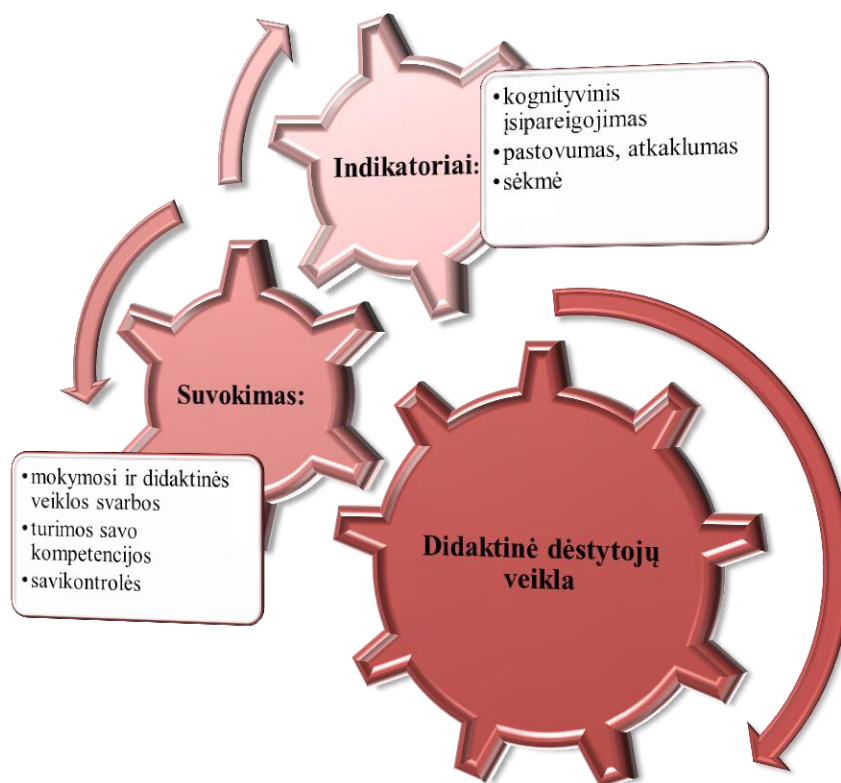 Indikatoriai:
•kognityvinis
įsipareigojimas
•pastovumas, atkaklumas
•sėkmė
Suvokimas:
•mokymosi ir didaktinės
veiklos svarbos
•turimos savo
kompetencijos
•savikontrolės
Didaktinė dėstytojų
veikla